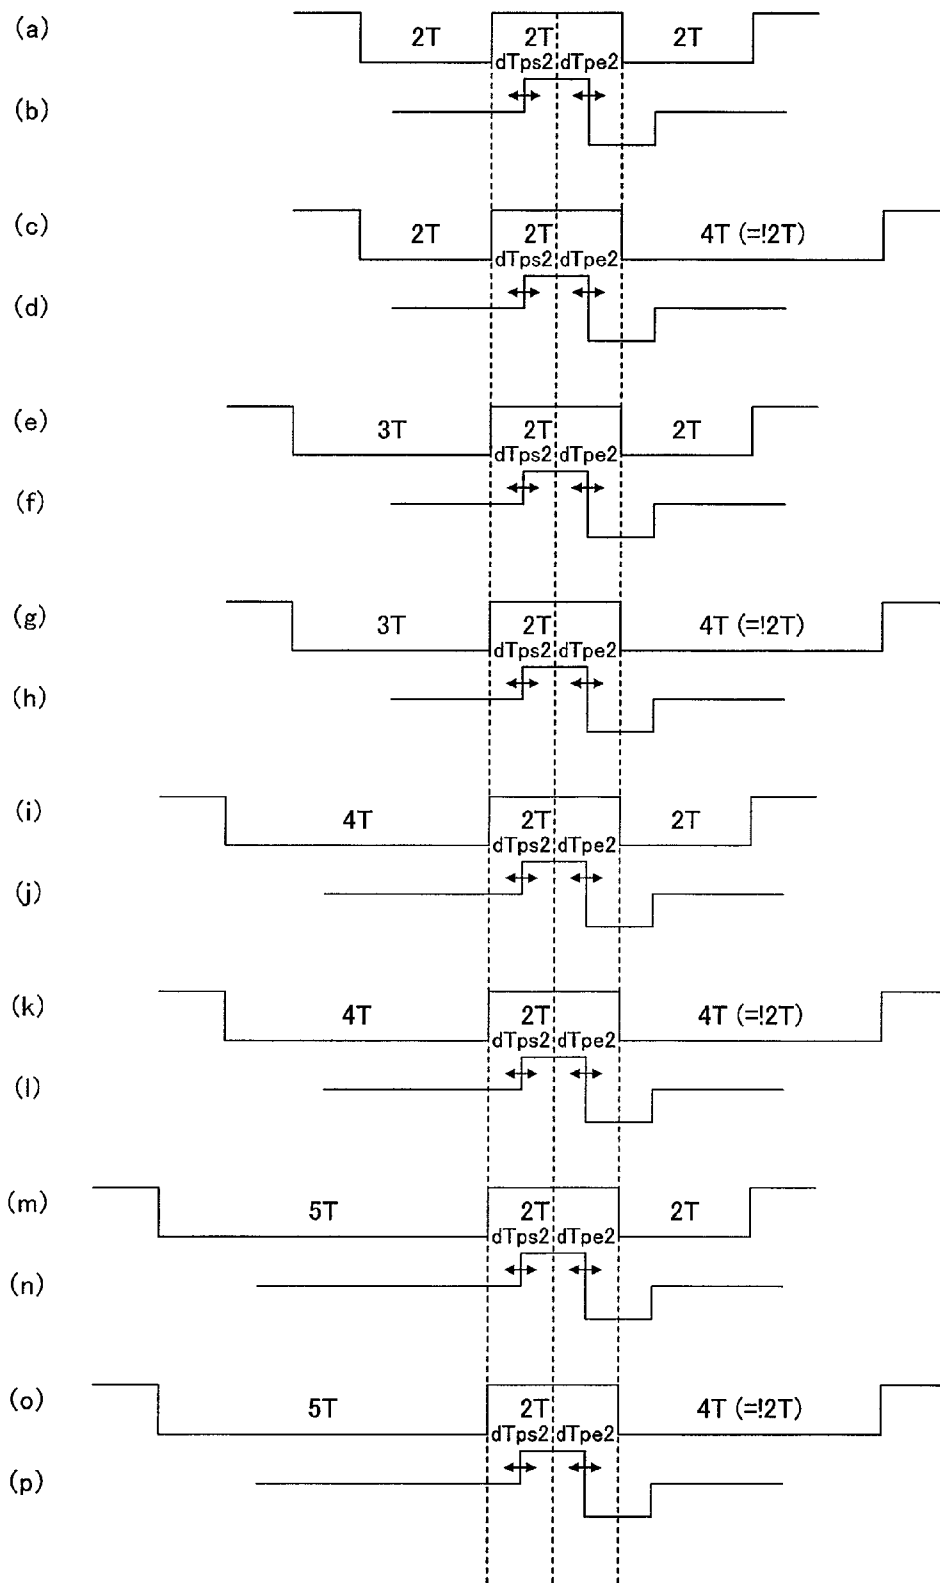 (a) 2T 2T 2T
dTps2 dTpe2
(b)
(c) 2T 2T 4T (=!2T)
dTps2 dTpe2
(d)
(e) 3T 2T 2T
dTps2 dTpe2
(f)
(g) 3T 2T 4T (=!2T)
dTps2 dTpe2
(h)
(i) 4T 2T 2T
dTps2 dTpe2
(j)
(k) 4T 2T 4T (=!2T)
dTps2 dTpe2
(l)
(m) 5T 2T 2T
dTps2 dTpe2
(n)
(o) 5T 2T 4T (=!2T)
dTps2 dTpe2
(p)